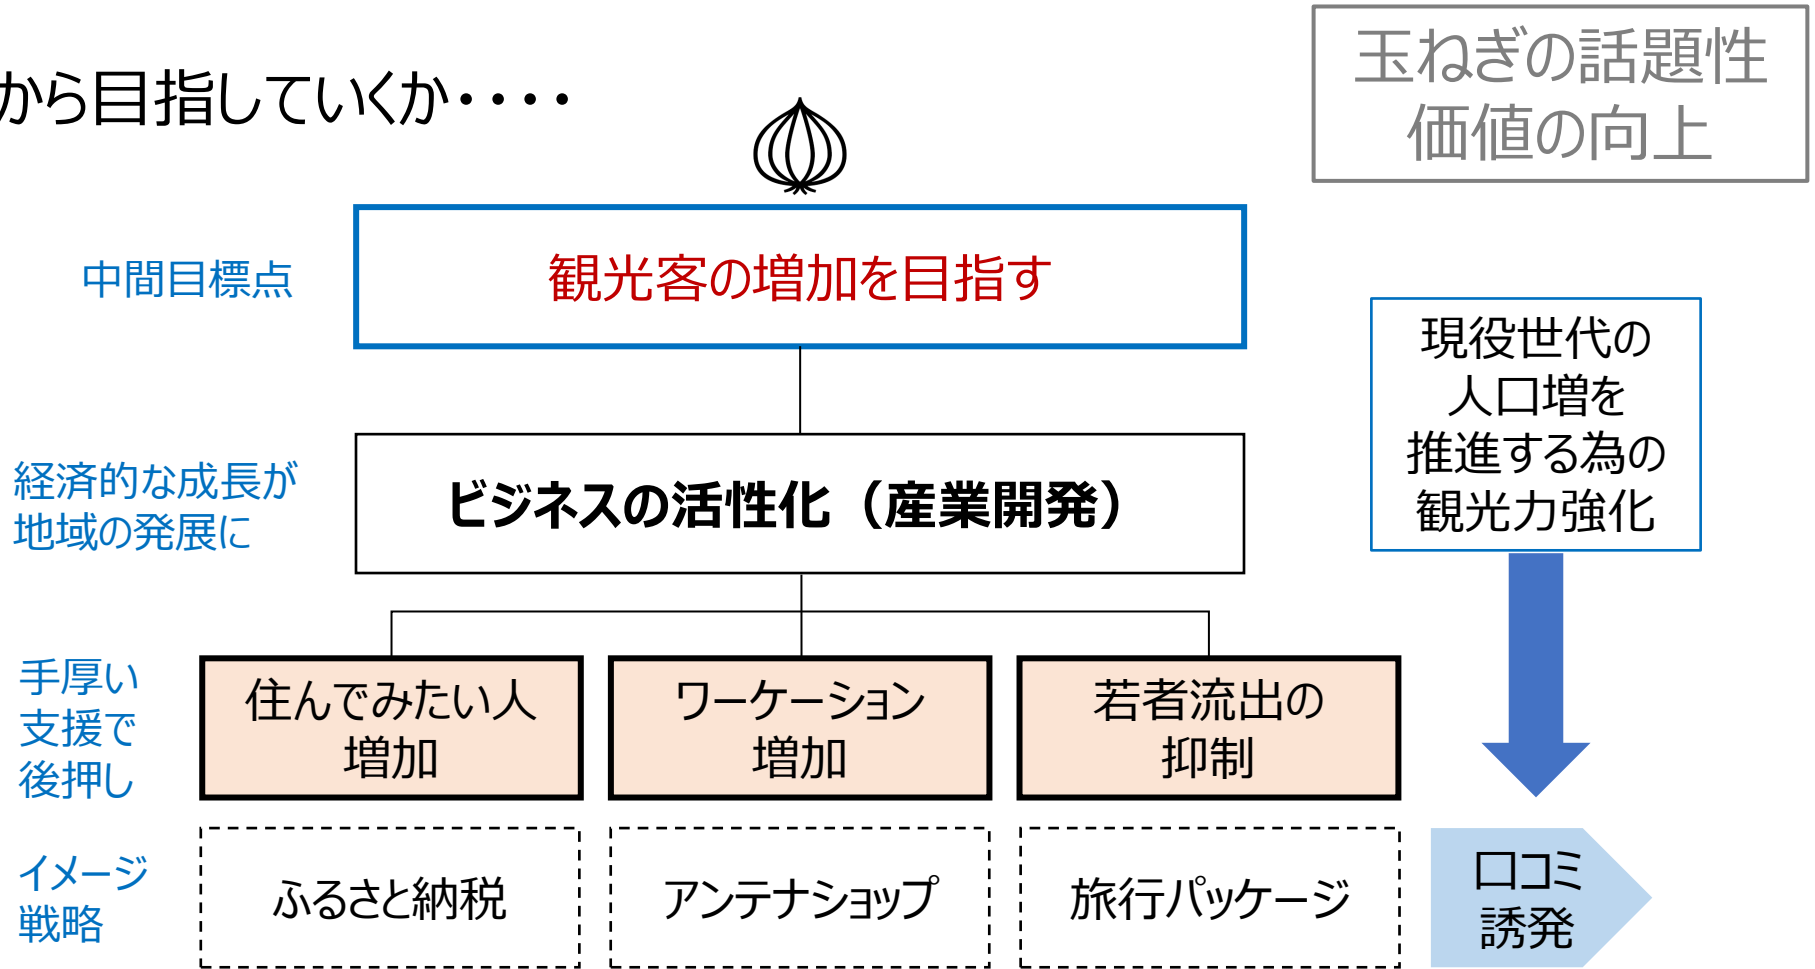 から目指していくか・・・・
玉ねぎの話題性
価値の向上
中間目標点
観光客の増加を目指す
現役世代の
人口増を
推進する為の
観光力強化
経済的な成長が
地域の発展に
ビジネスの活性化（産業開発）
手厚い
支援で
後押し
住んでみたい人
増加
ワーケーション
増加
若者流出の
抑制
イメージ
戦略
ふるさと納税
アンテナショップ
旅行パッケージ
口コミ
誘発